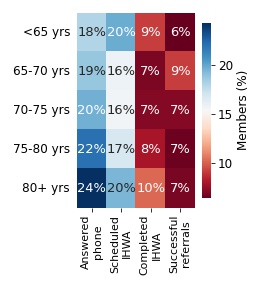 <65 yrs 18% 20% 9% 6%
65-70 yrs 19% 16% 7% 9%
70-75 yrs 20% 16% 7% 7%
75-80 yrs 22% 17% 8% 7%
80+ yrs 24% 20% 10% 7%
Answered
phone
Scheduled
IHWA
Completed
IHWA
Successful
referrals
20
15
10
Members (%)